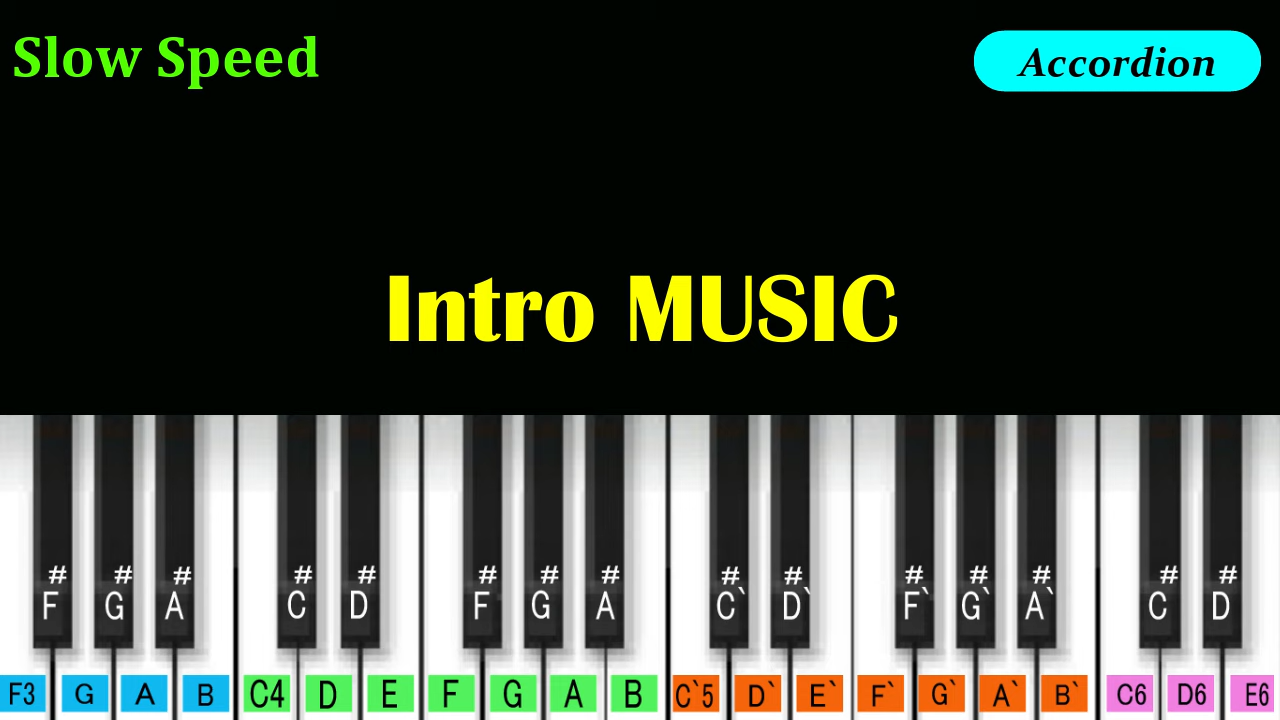 Slow Speed
Accordion
Intro MUSIC
# # # # # # # # # # # # # # #
F G A C D F G A C` D` F` G` A` C D
F3 G A B C4 D E F G A B C`5 D` E` F` G` A` B` C6 D6 E6